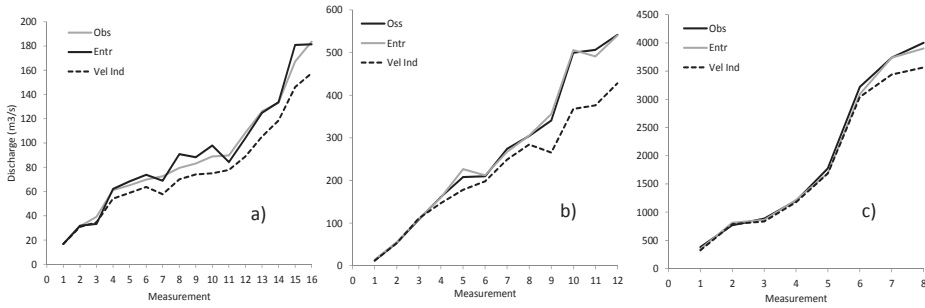 200
180
160
140
120
100
80
60
40
20
0
Discharge (m3/s)
Obs
Entr
Vel Ind
a)
0 1 2 3 4 5 6 7 8 9 10 11 12 13 14 15 16
Measurement
600
500
400
300
200
100
0
Oss
Entr
Vel Ind
b)
0 1 2 3 4 5 6 7 8 9 10 11 12
Measurement
4500
4000
3500
3000
2500
2000
1500
1000
500
0
Obs
Entr
Vel Ind
c)
0 1 2 3 4 5 6 7 8
Measurement